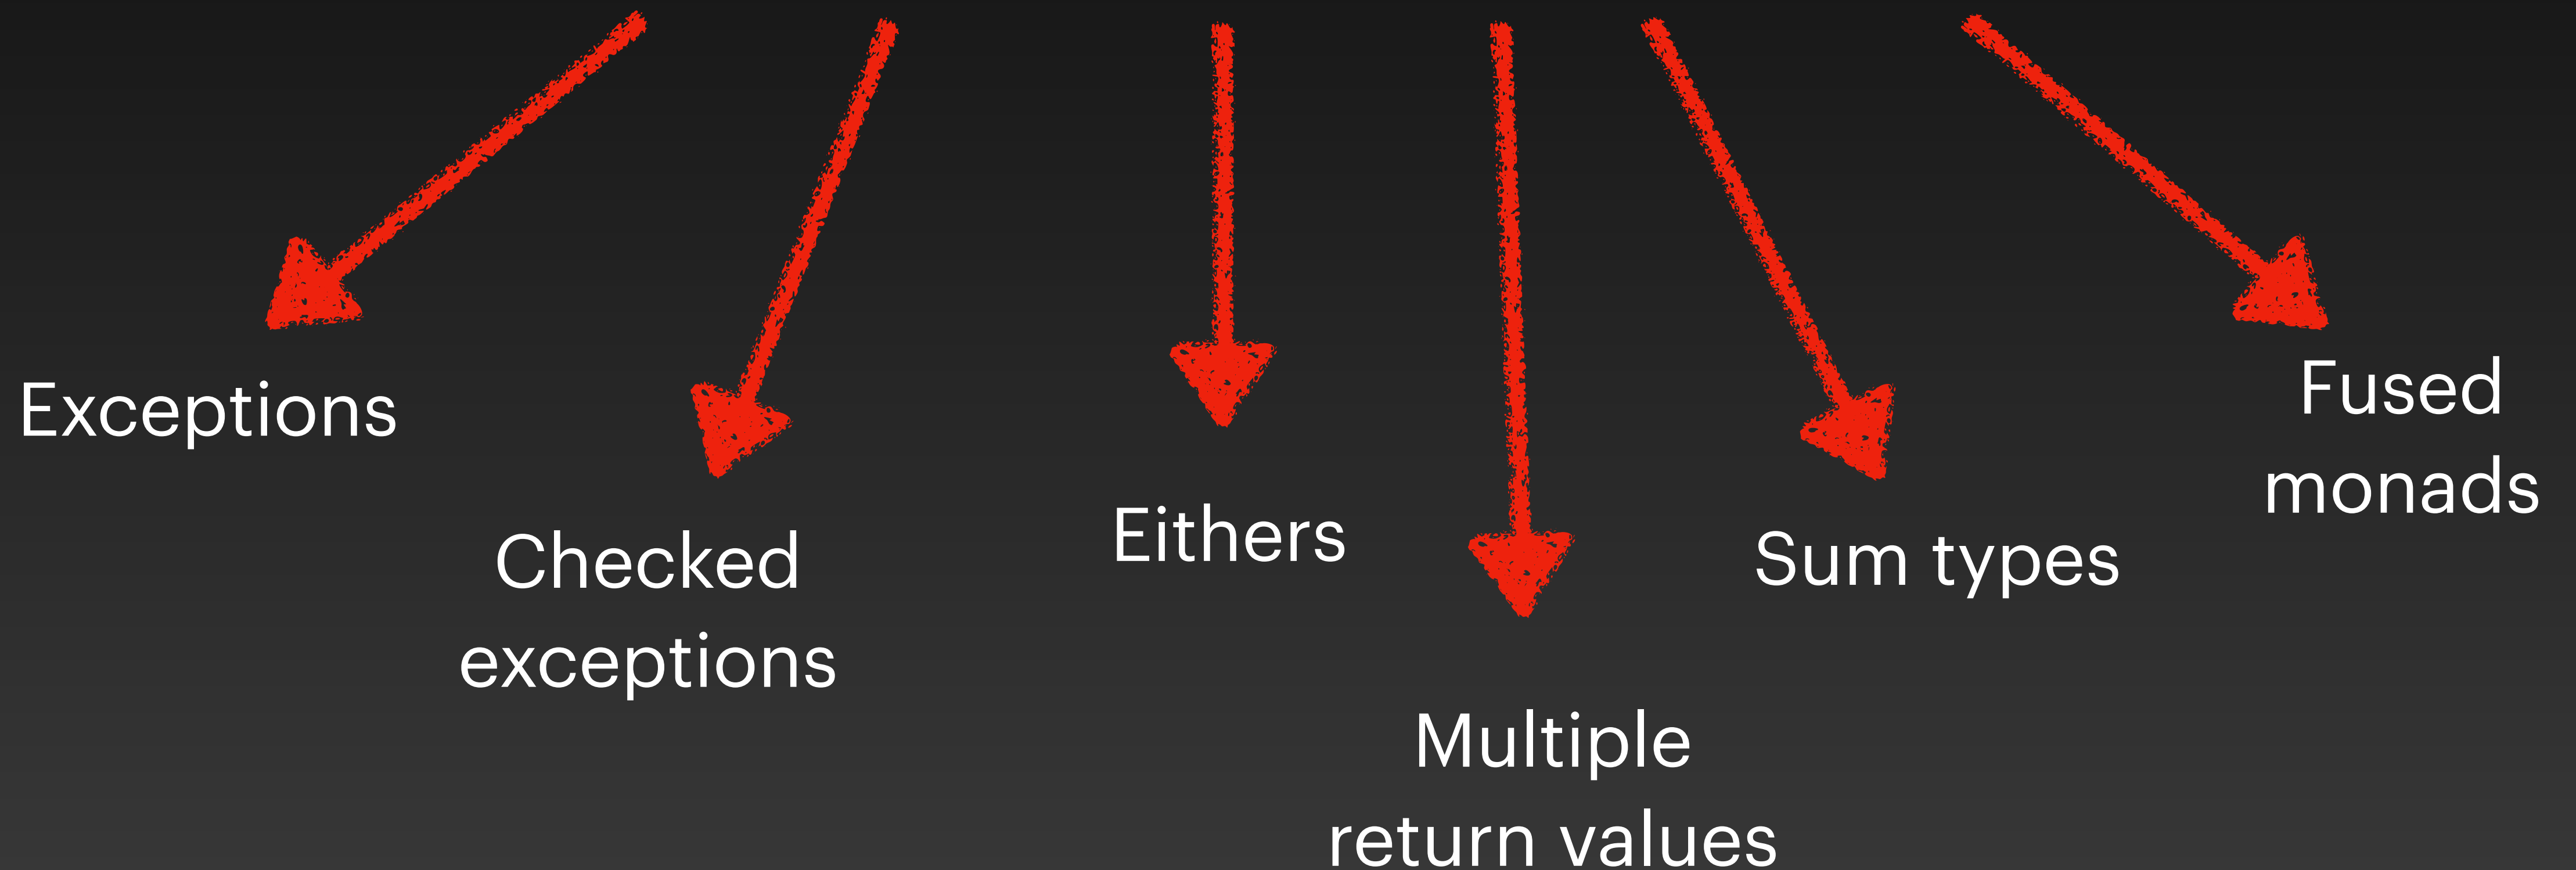 Exceptions
Checked
exceptions
Eithers
Multiple
return values
Sum types
Fused
monads